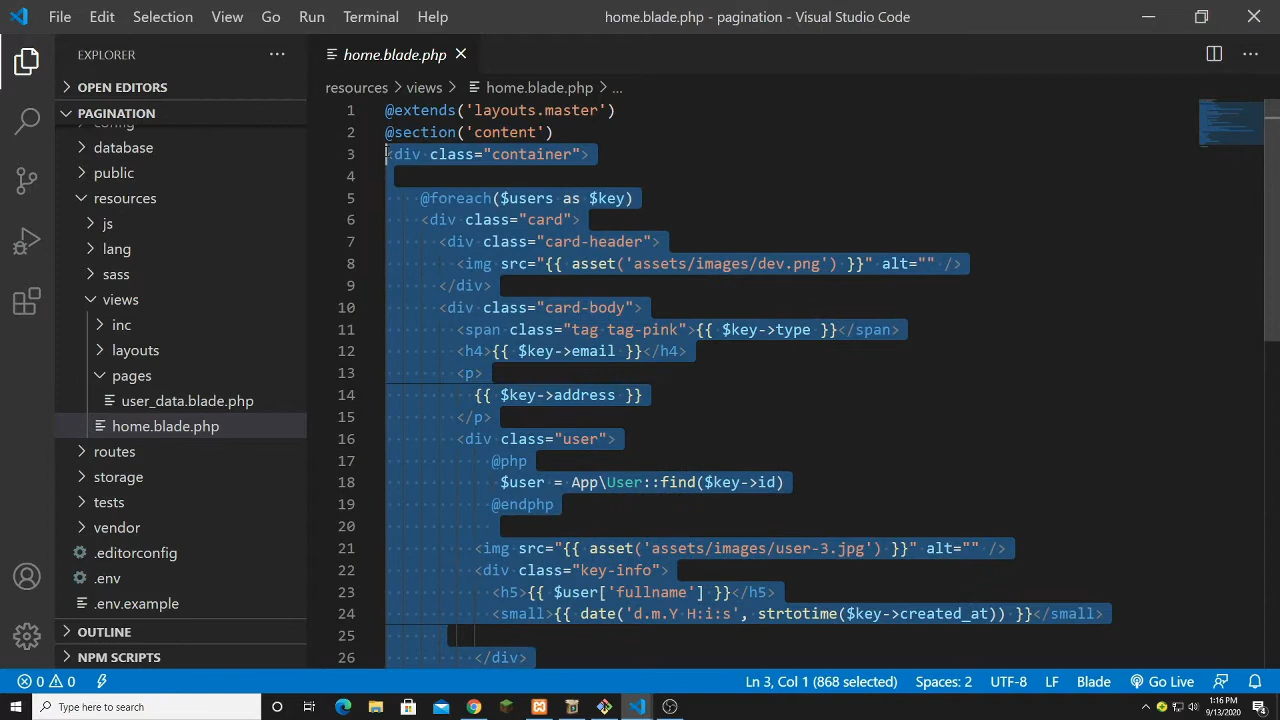 File Edit Selection View Go Run Terminal Help home.blade.php - pagination - Visual Studio Code
EXPLORER
OPEN EDITORS
PAGINATION
config
database
public
resources
js
lang
sass
views
inc
layouts
pages
user_data.blade.php
home.blade.php
routes
storage
tests
vendor
.editorconfig
.env
.env.example
OUTLINE
NPM SCRIPTS
home.blade.php
resources > views > home.blade.php > ...
1 @extends('layouts.master')
2 @section('content')
3 <div class="container">
4
5 @foreach($users as $key)
6 <div class="card">
7 <div class="card-header">
8 <img src="{{ asset('assets/images/dev.png') }}" alt="" />
9 </div>
10 <div class="card-body">
11 <span class="tag tag-pink">{{ $key->type }}</span>
12 <h4>{{ $key->email }}</h4>
13 <p>
14 {{ $key->address }}
15 </p>
16 <div class="user">
17 @php
18 $user = App\User::find($key->id)
19 @endphp
20
21 <img src="{{ asset('assets/images/user-3.jpg') }}" alt="" />
22 <div class="key-info">
23 <h5>{{ $user['fullname'] }}</h5>
24 <small>{{ date('d.m.Y H:i:s', strtotime($key->created_at)) }}</small>
25
26 </div>
0 0 Ln 3, Col 1 (868 selected) Spaces: 2 UTF-8 LF Blade Go Live
Type here to search
1:16 PM
9/13/2020